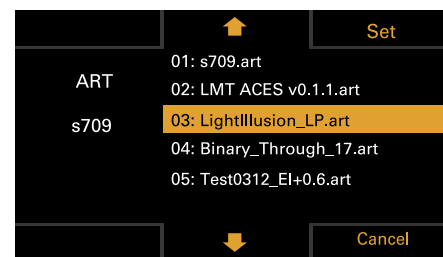 Set
ART
s709
01: s709.art
02: LMT ACES v0.1.1.art
03: LightIllusion_LP.art
04: Binary_Through_17.art
05: Test0312_EI+0.6.art
Cancel